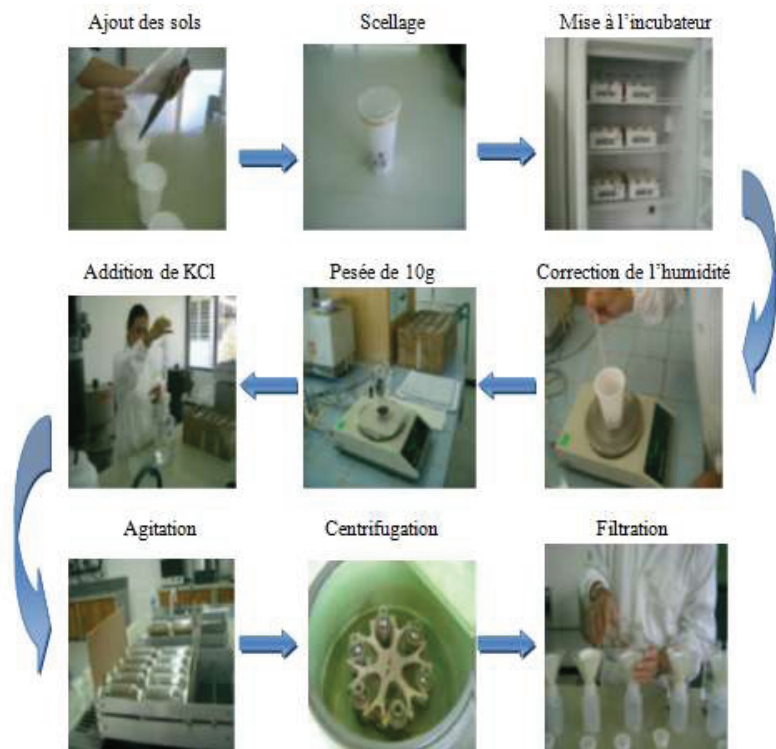 Ajout des sols
Scellage
Mise à l'incubateur
Addition de KCl
Pesée de 10g
Correction de l'humidité
Agitation
Centrifugation
Filtration